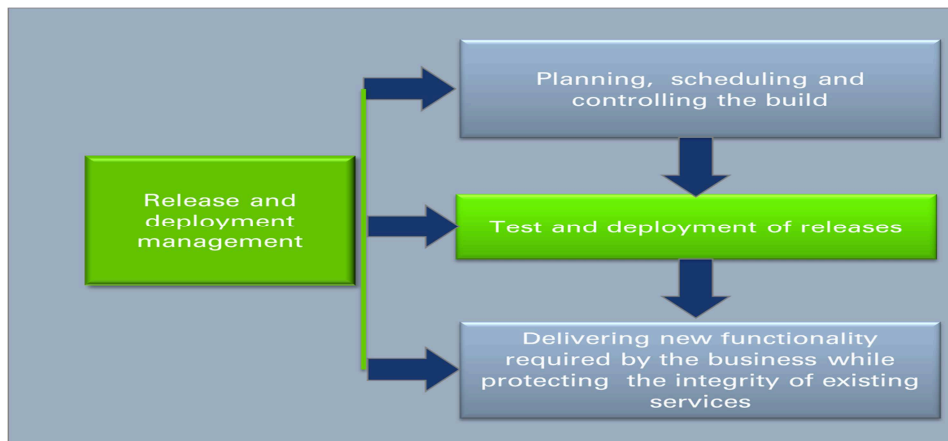 Planning, scheduling and
controlling the build
Release and
deployment
management
Test and deployment of releases
Delivering new functionality
required by the business while
protecting the integrity of existing
services